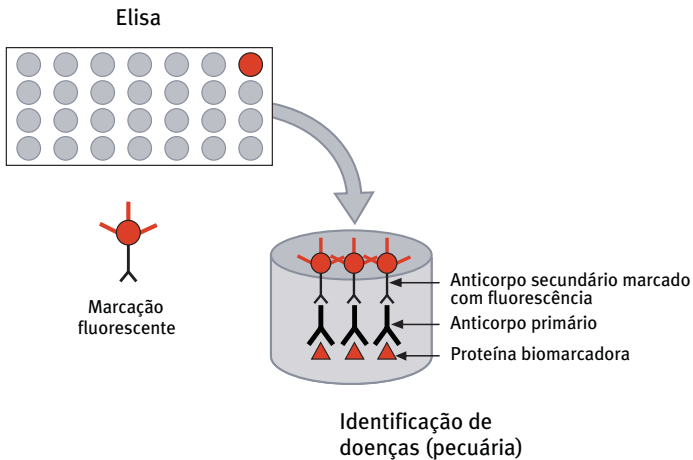 Elisa
Marcação
fluorescente
Anticorpo secundário marcado
com fluorescência
Anticorpo primário
Proteína biomarcadora
Identificação de
doenças (pecuária)